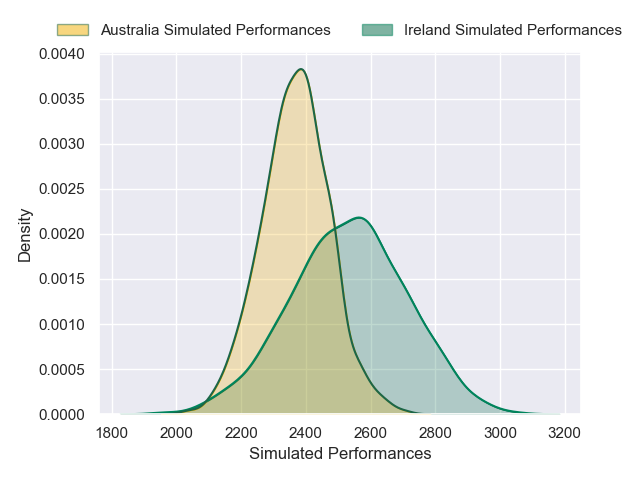 Australia Simulated Performances Ireland Simulated Performances
0.0040
0.0035
0.0030
0.0025
0.0020
0.0015
0.0010
0.0005
0.0000
Density
1800 2000 2200 2400 2600 2800 3000 3200
Simulated Performances